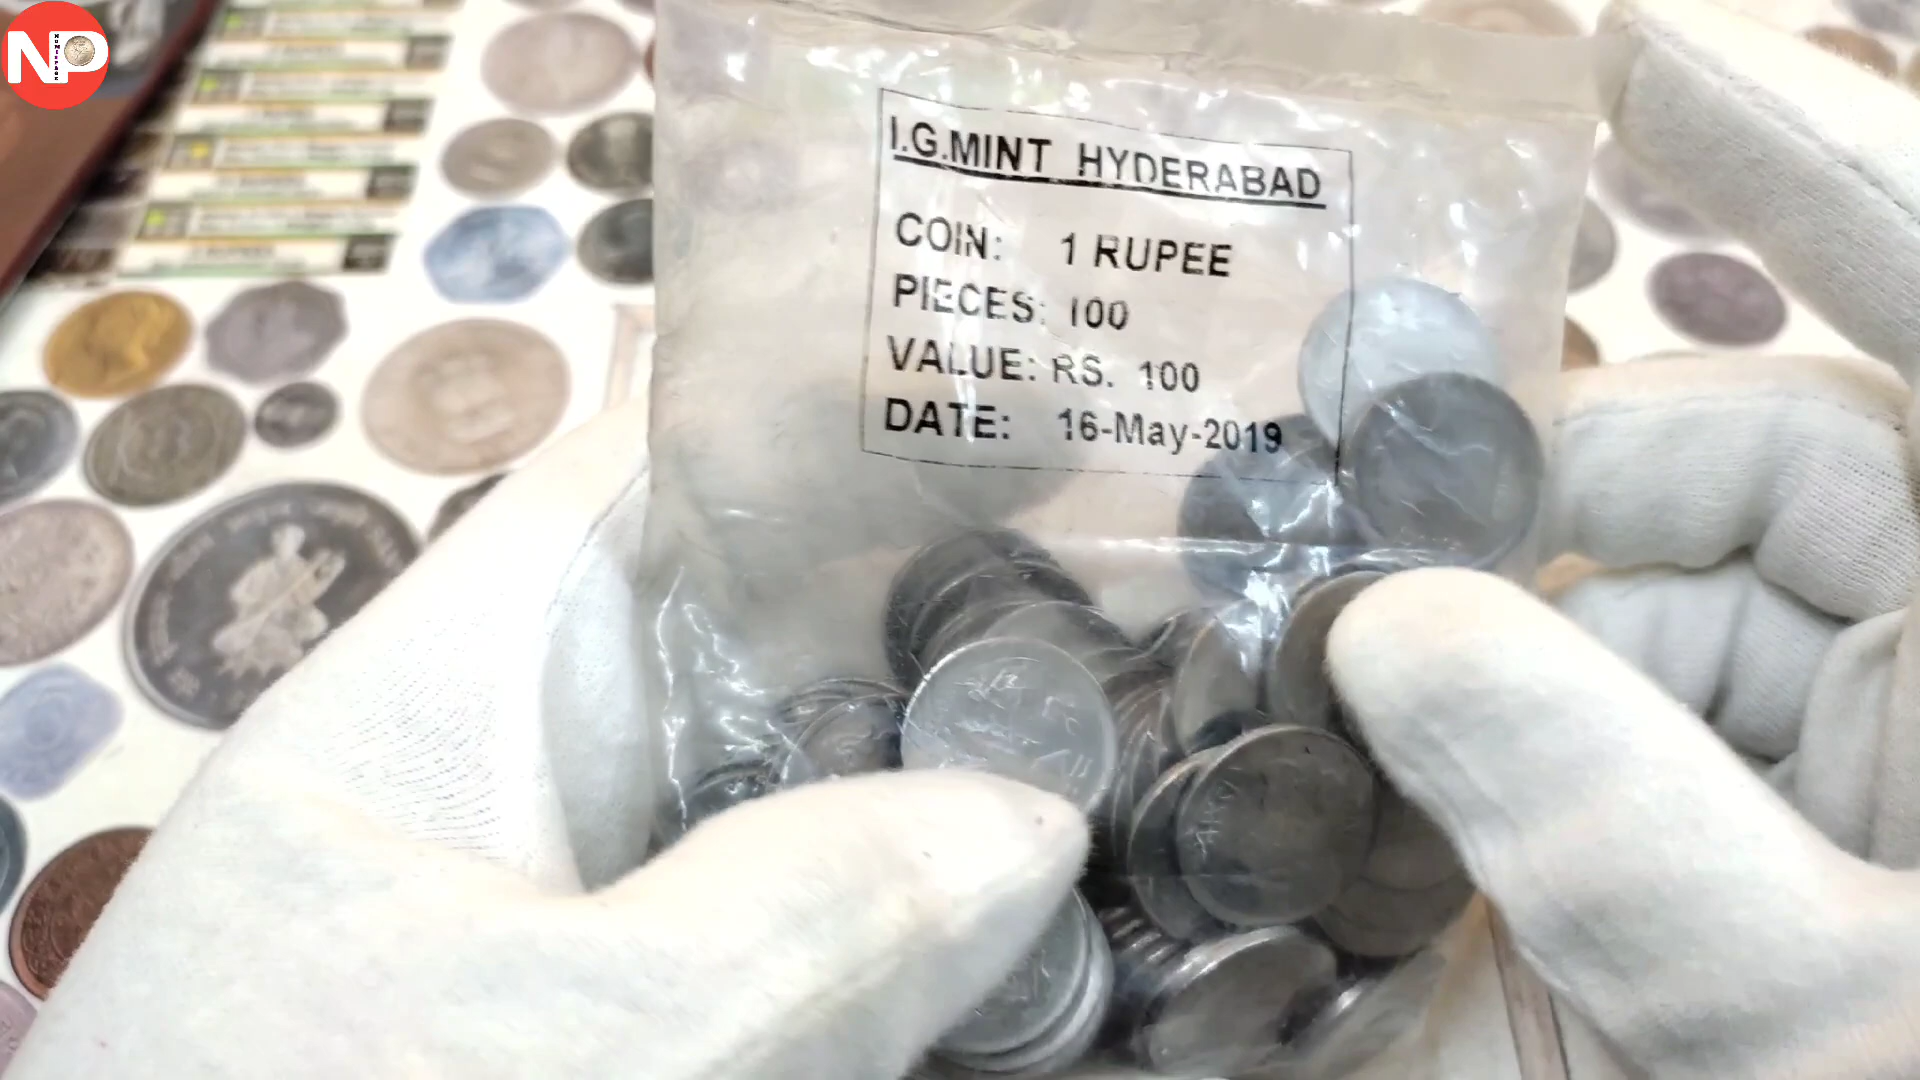 NP
I.G.MINT HYDERABAD
COIN: 1 RUPEE
PIECES: 100
VALUE: RS. 100
DATE: 16-May-2019